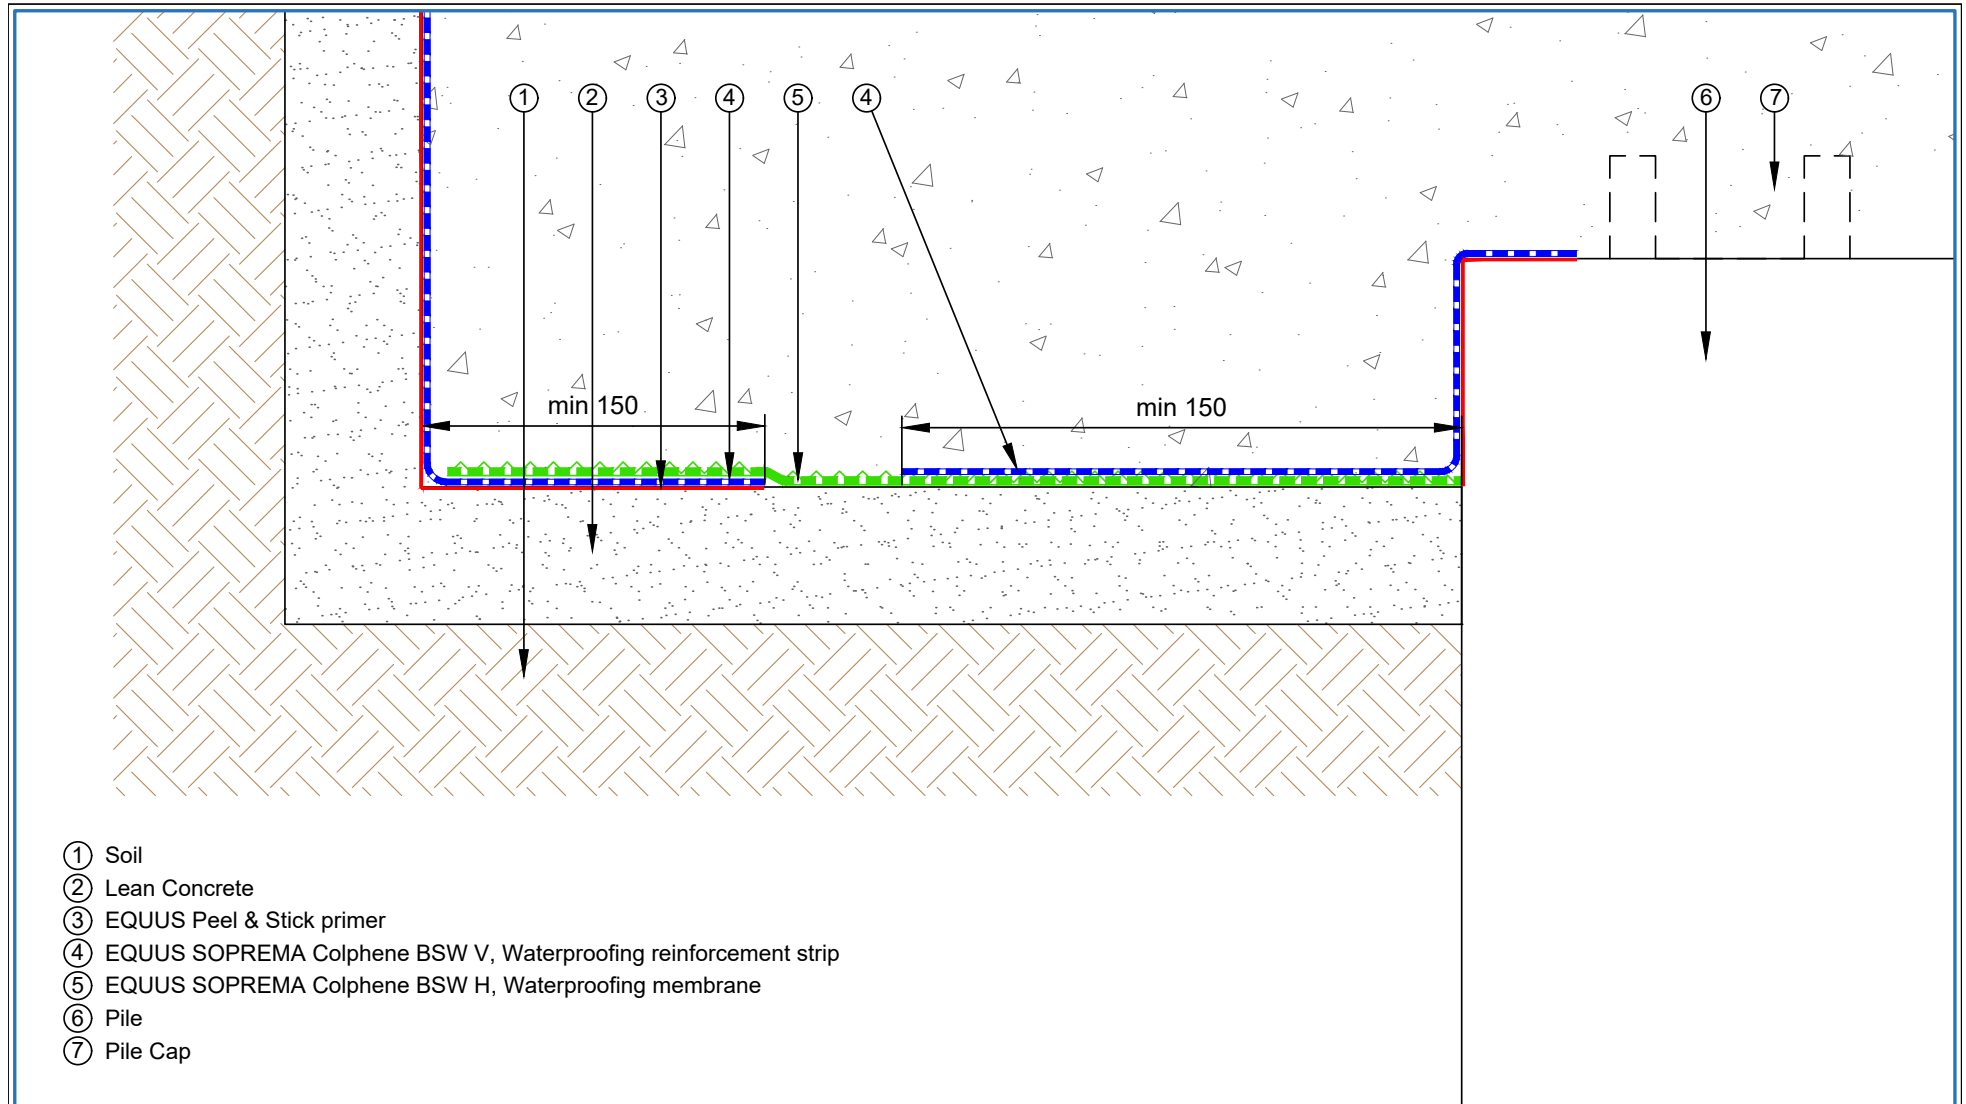 1 2 3 4 5 4 6 7
min 150 min 150
1 Soil
2 Lean Concrete
3 EQUUS Peel & Stick primer
4 EQUUS SOPREMA Colphene BSW V, Waterproofing reinforcement strip
5 EQUUS SOPREMA Colphene BSW H, Waterproofing membrane
6 Pile
7 Pile Cap